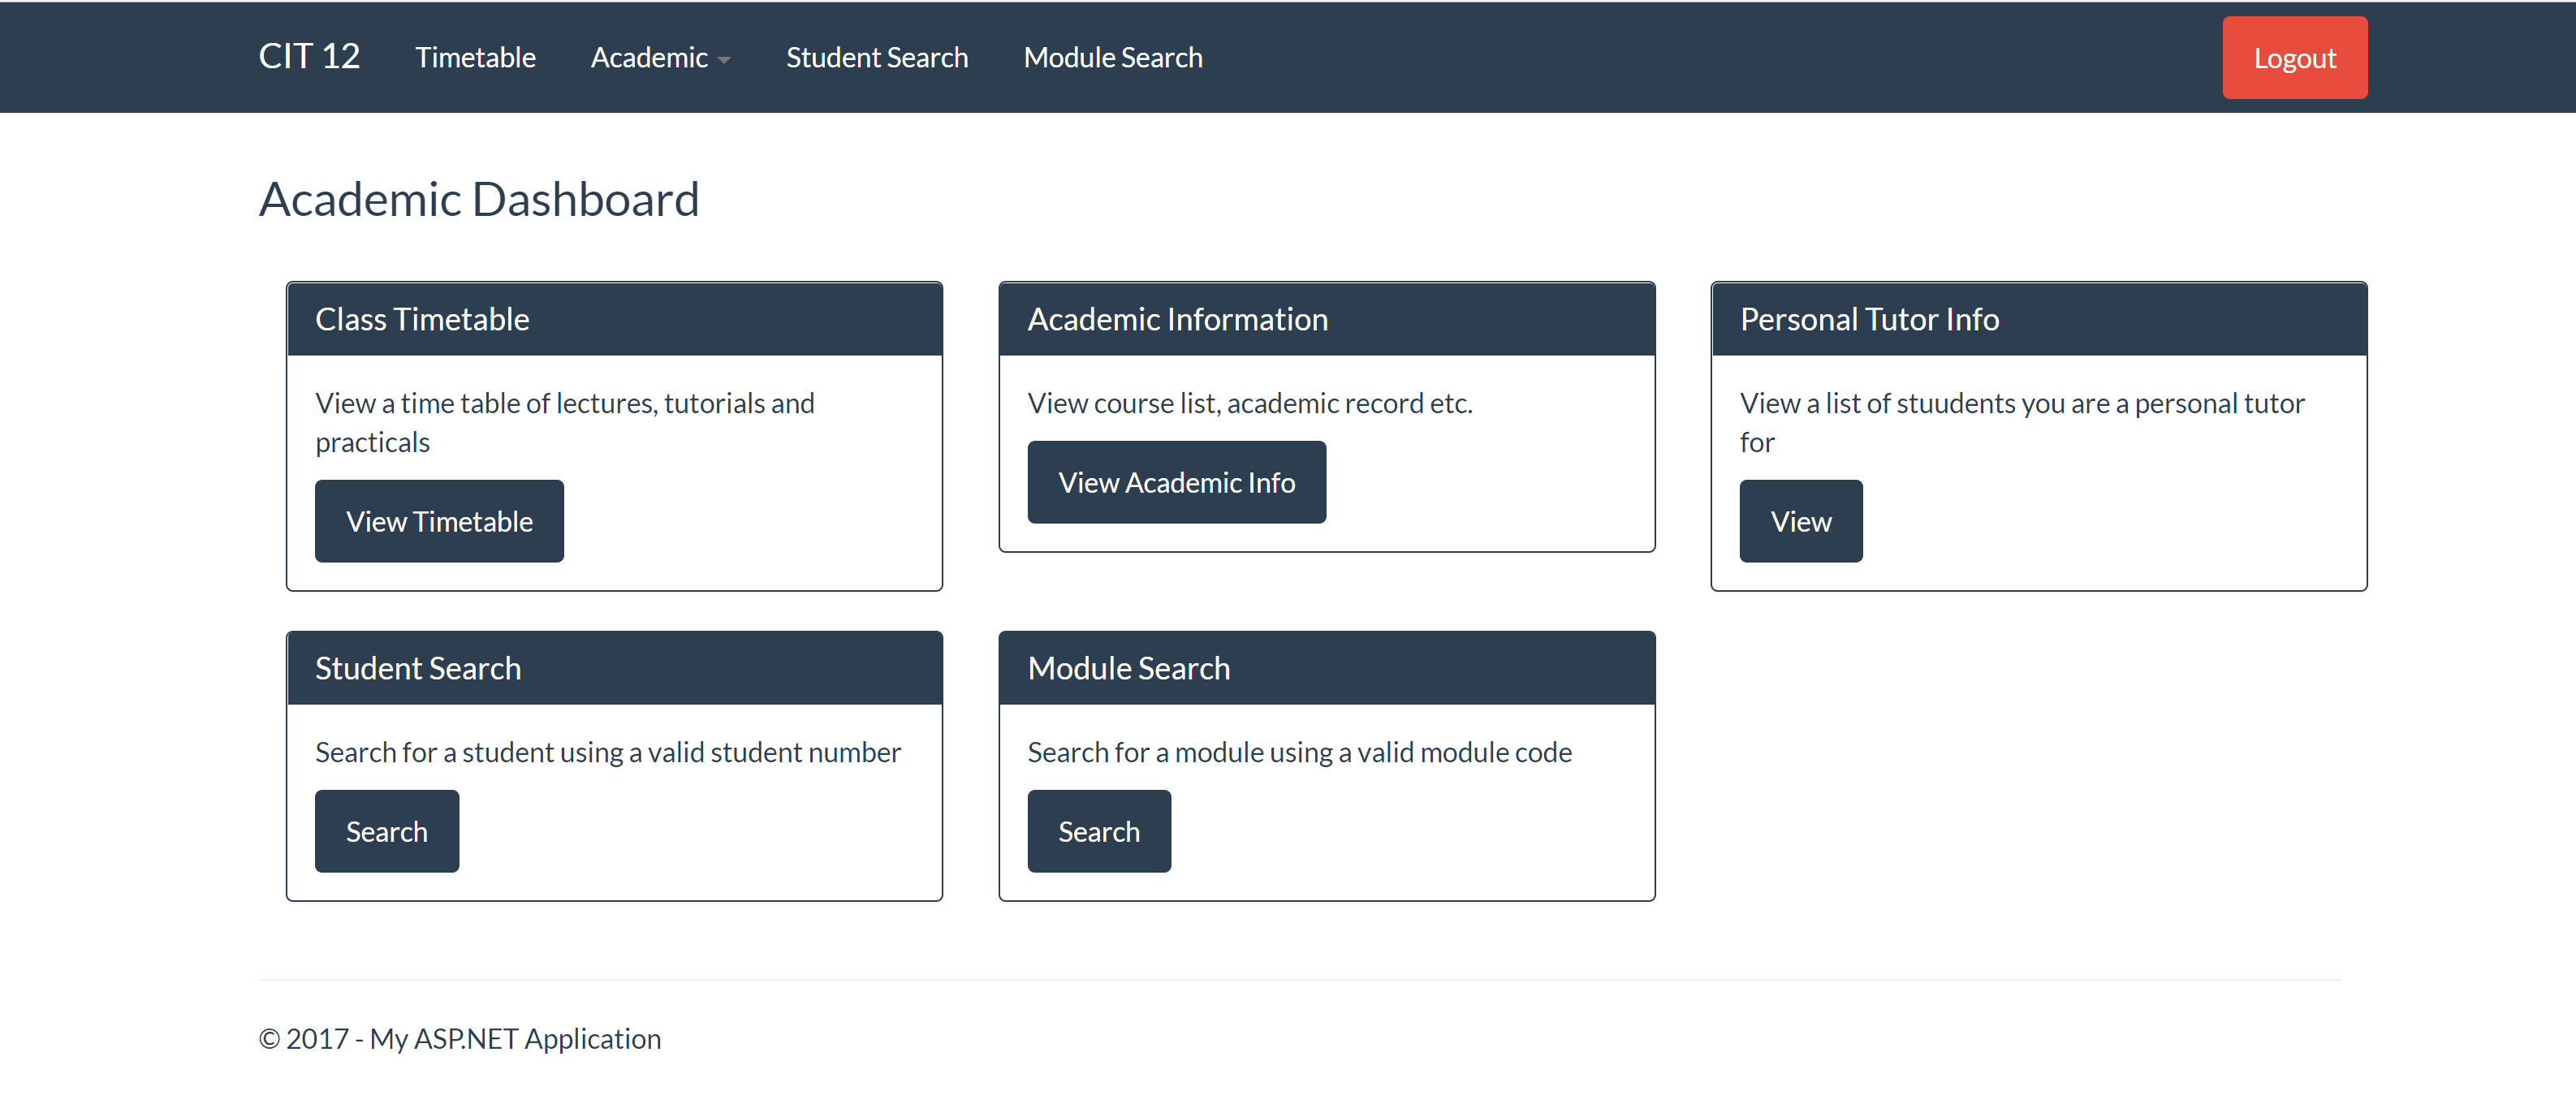 CIT 12 Timetable Academic Student Search Module Search Logout
Academic Dashboard
Class Timetable
View a time table of lectures, tutorials and
practicals
View Timetable
Academic Information
View course list, academic record etc.
View Academic Info
Personal Tutor Info
View a list of stuudents you are a personal tutor
for
View
Student Search
Search for a student using a valid student number
Search
Module Search
Search for a module using a valid module code
Search
© 2017 - My ASP.NET Application